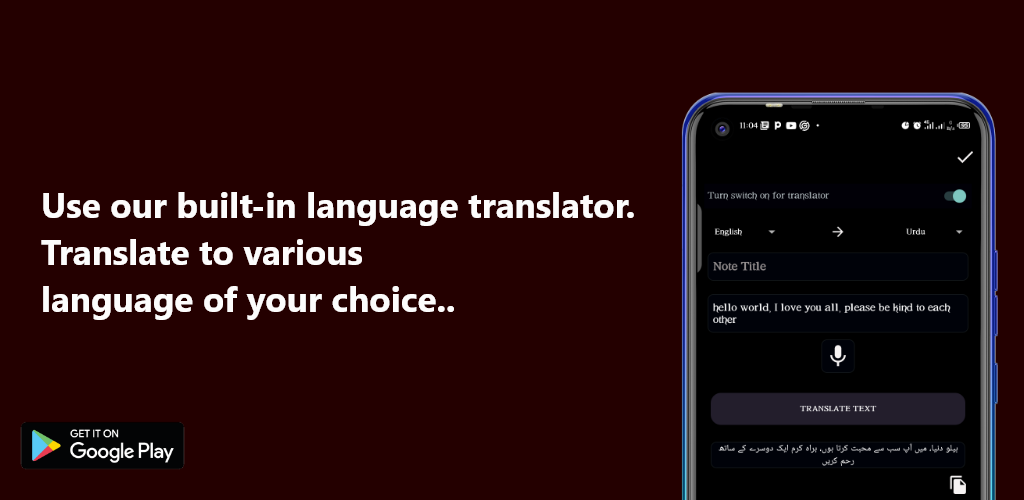 Use our built-in language translator.
Translate to various
language of your choice..
GET IT ON
Google Play
11:04
Turn switch on for translator
English
Urdu
Note Title
hello world, I love you all, please be kind to each
other
TRANSLATE TEXT
ہیلو دنیا، میں آپ سب سے محبت کرتا ہوں، براہ کرم ایک دوسرے کے ساتھ
رحم کریں